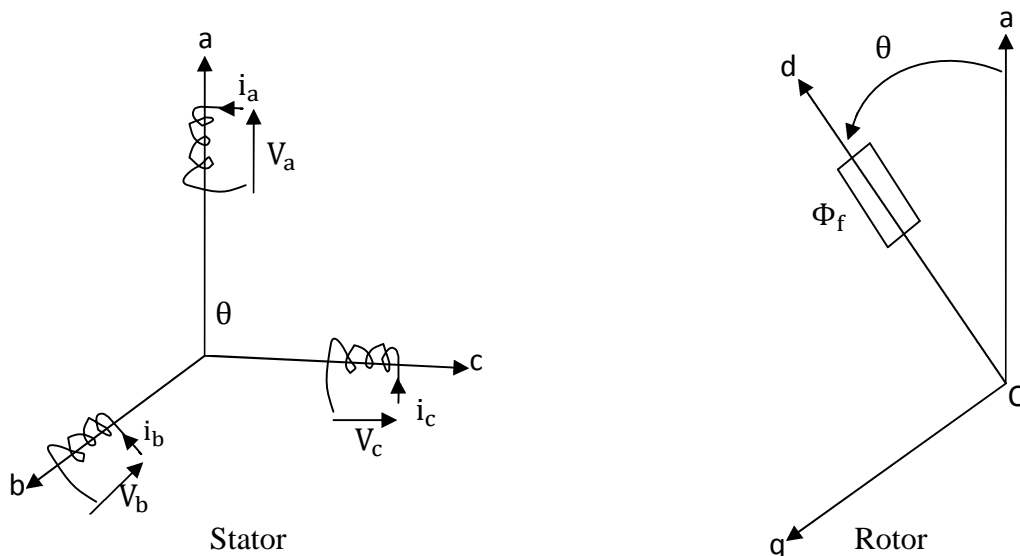 a
i_a
V_a
θ
c
i_c
V_c
b
i_b
V_b
Stator
a
θ
d
Φ_f
O
q
Rotor